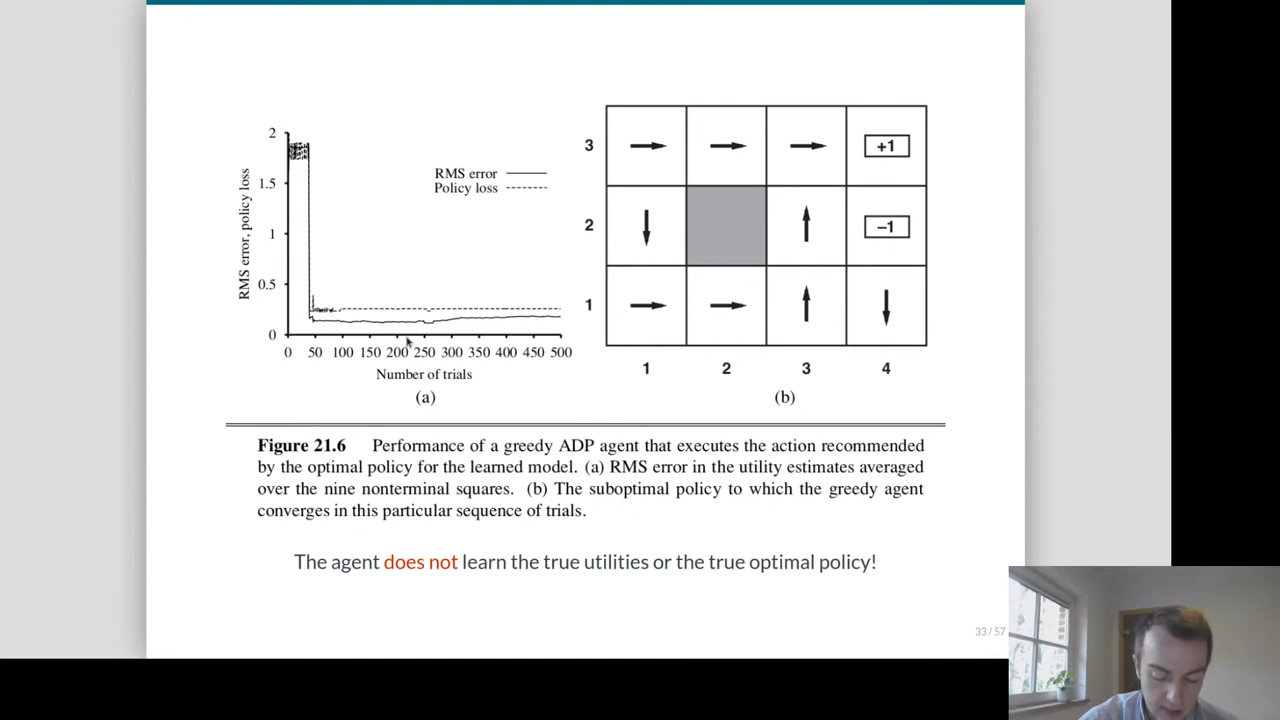 2
1.5
1
0.5
0
RMS error, policy loss
RMS error
Policy loss
0 50 100 150 200 250 300 350 400 450 500
Number of trials
(a)
3
+1
2
–1
1
1 2 3 4
(b)
Figure 21.6 Performance of a greedy ADP agent that executes the action recommended
by the optimal policy for the learned model. (a) RMS error in the utility estimates averaged
over the nine nonterminal squares. (b) The suboptimal policy to which the greedy agent
converges in this particular sequence of trials.
The agent does not learn the true utilities or the true optimal policy!
33 / 57